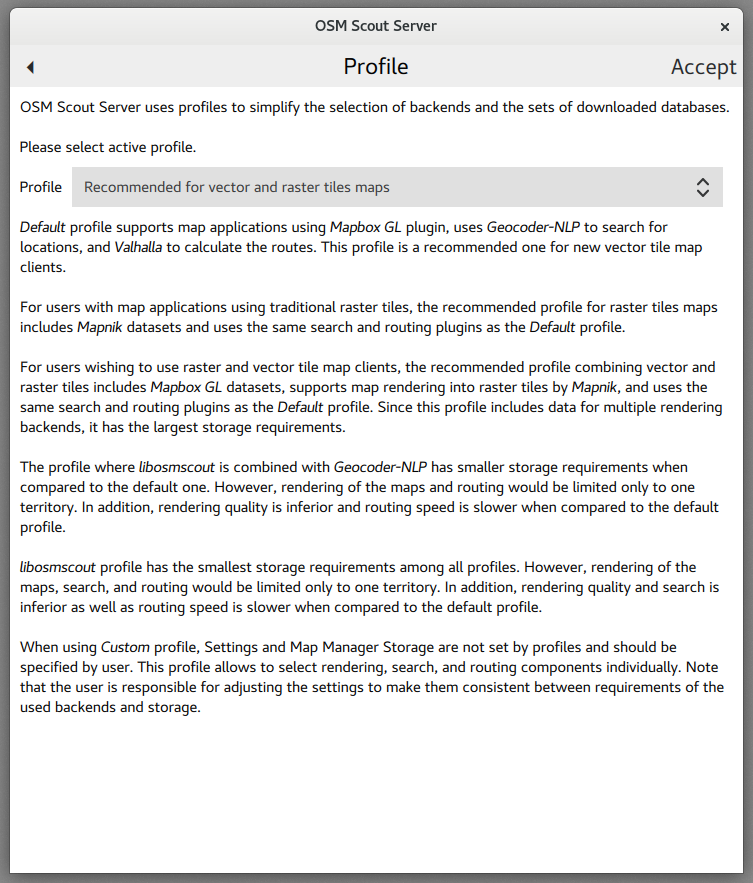 OSM Scout Server
Profile
Accept
OSM Scout Server uses profiles to simplify the selection of backends and the sets of downloaded databases.
Please select active profile.
Profile
Recommended for vector and raster tiles maps
Default profile supports map applications using Mapbox GL plugin, uses Geocoder-NLP to search for
locations, and Valhalla to calculate the routes. This profile is a recommended one for new vector tile map
clients.
For users with map applications using traditional raster tiles, the recommended profile for raster tiles maps
includes Mapnik datasets and uses the same search and routing plugins as the Default profile.
For users wishing to use raster and vector tile map clients, the recommended profile combining vector and
raster tiles includes Mapbox GL datasets, supports map rendering into raster tiles by Mapnik, and uses the
same search and routing plugins as the Default profile. Since this profile includes data for multiple rendering
backends, it has the largest storage requirements.
The profile where libosmscout is combined with Geocoder-NLP has smaller storage requirements when
compared to the default one. However, rendering of the maps and routing would be limited only to one
territory. In addition, rendering quality is inferior and routing speed is slower when compared to the default
profile.
libosmscout profile has the smallest storage requirements among all profiles. However, rendering of the
maps, search, and routing would be limited only to one territory. In addition, rendering quality and search is
inferior as well as routing speed is slower when compared to the default profile.
When using Custom profile, Settings and Map Manager Storage are not set by profiles and should be
specified by user. This profile allows to select rendering, search, and routing components individually. Note
that the user is responsible for adjusting the settings to make them consistent between requirements of the
used backends and storage.